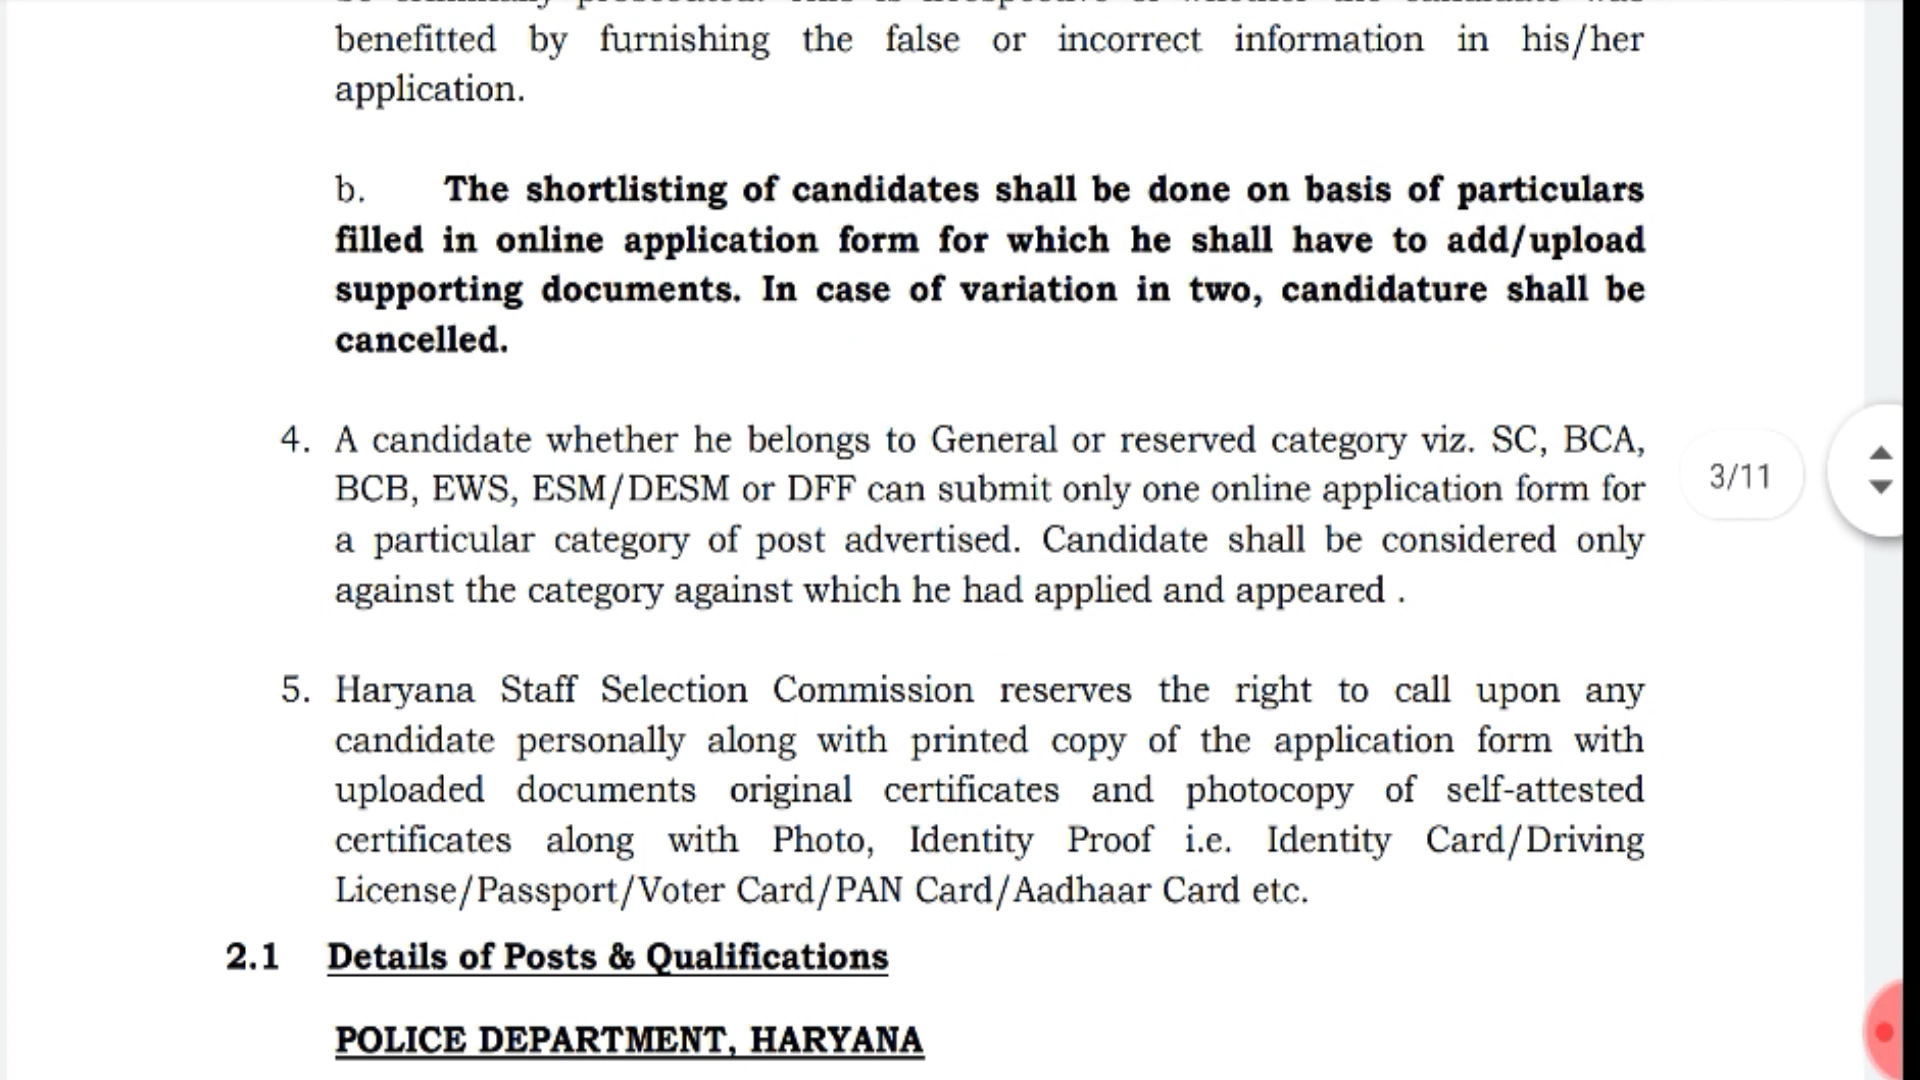 benefitted by furnishing the false or incorrect information in his/her
application.
b. The shortlisting of candidates shall be done on basis of particulars
filled in online application form for which he shall have to add/upload
supporting documents. In case of variation in two, candidature shall be
cancelled.
4. A candidate whether he belongs to General or reserved category viz. SC, BCA,
BCB, EWS, ESM/DESM or DFF can submit only one online application form for
a particular category of post advertised. Candidate shall be considered only
against the category against which he had applied and appeared .
3/11
5. Haryana Staff Selection Commission reserves the right to call upon any
candidate personally along with printed copy of the application form with
uploaded documents original certificates and photocopy of self-attested
certificates along with Photo, Identity Proof i.e. Identity Card/Driving
License/Passport/Voter Card/PAN Card/Aadhaar Card etc.
2.1 Details of Posts & Qualifications
POLICE DEPARTMENT, HARYANA